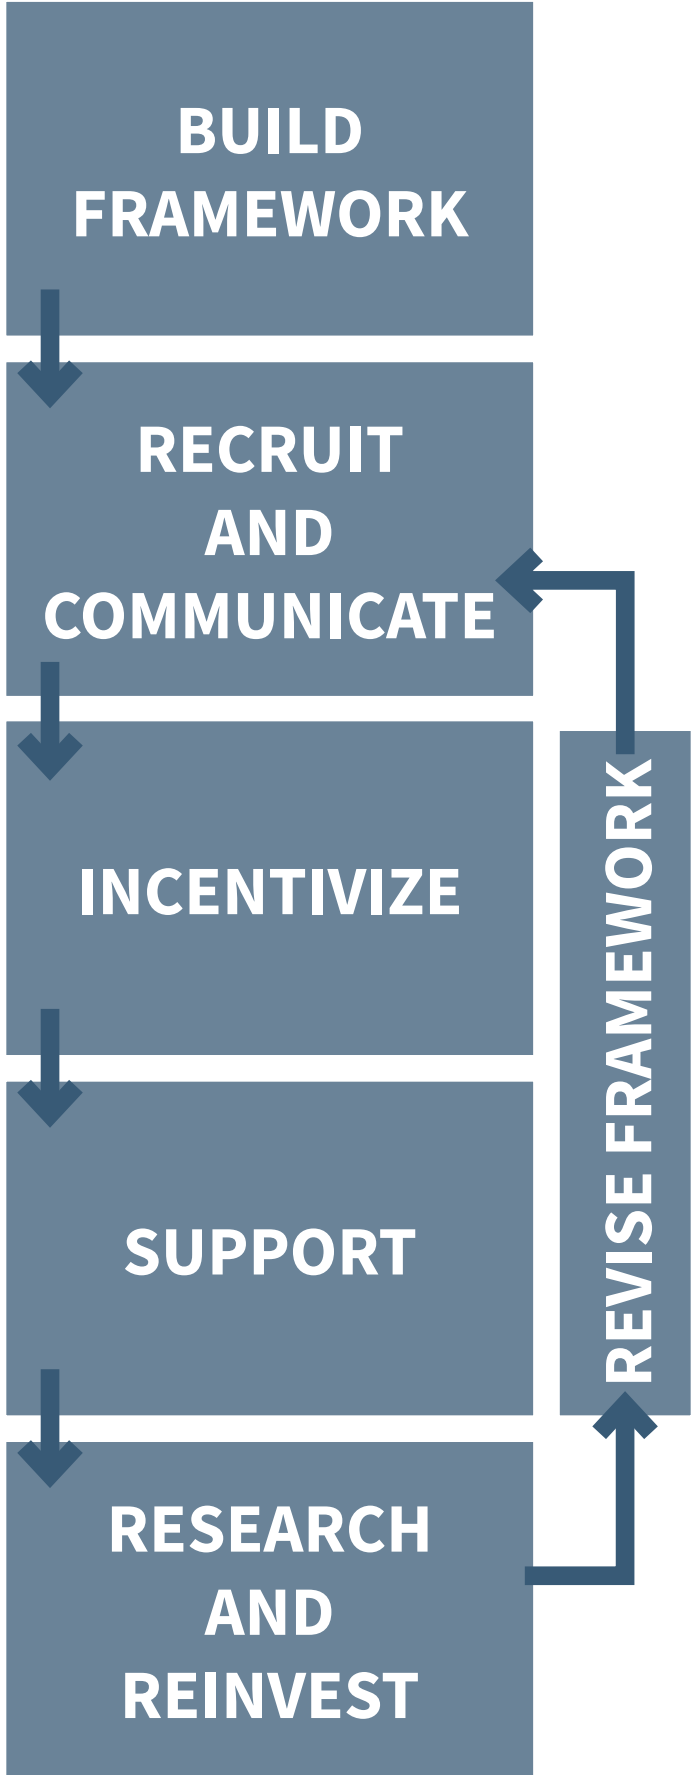 BUILD
FRAMEWORK
RECRUIT
AND
COMMUNICATE
INCENTIVIZE
SUPPORT
RESEARCH
AND
REINVEST
REVISE FRAMEWORK